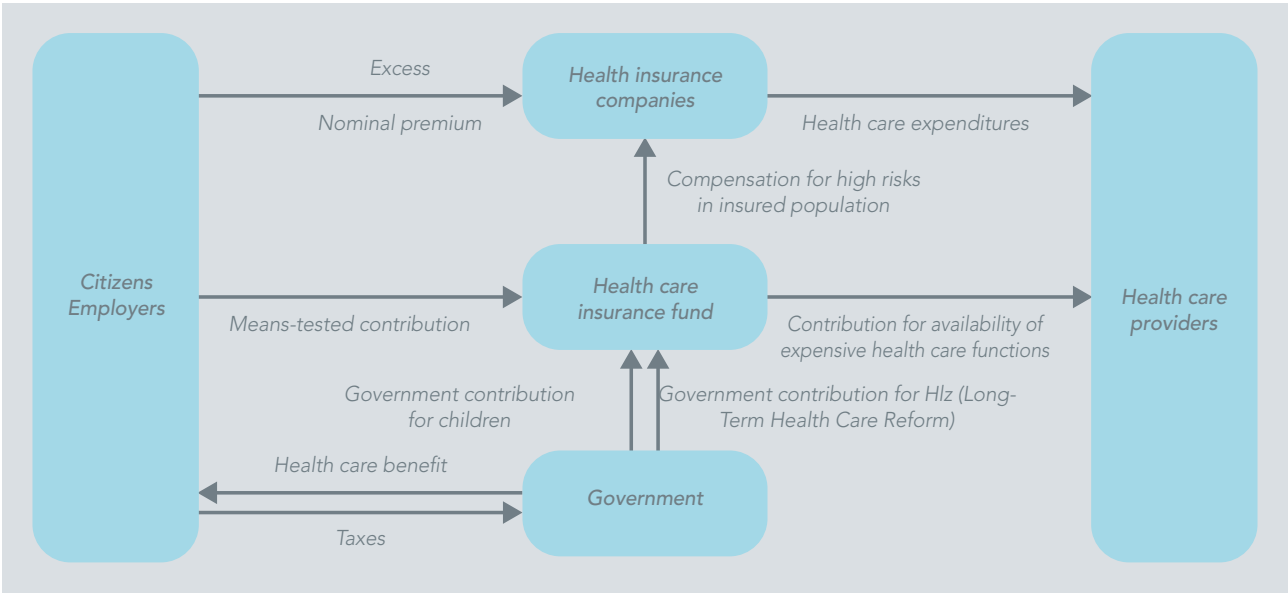 Excess
Nominal premium
Health insurance
companies
Health care expenditures
Compensation for high risks
in insured population
Citizens
Employers
Means-tested contribution
Health care
insurance fund
Contribution for availability of
expensive health care functions
Health care
providers
Government contribution
for children
Government contribution for Hlz (Long-
Term Health Care Reform)
Health care benefit
Taxes
Government